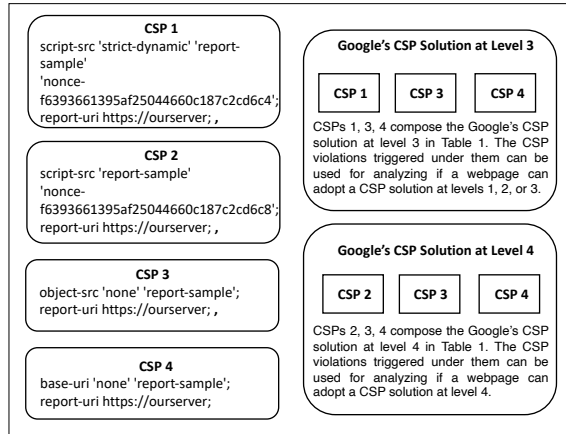 CSP 1
script-src 'strict-dynamic' 'report-
sample'
'nonce-
f6393661395af25044660c187c2cd6c4';
report-uri https://ourserver; ,
CSP 2
script-src 'report-sample'
'nonce-
f6393661395af25044660c187c2cd6c8';
report-uri https://ourserver; ,
CSP 3
object-src 'none' 'report-sample';
report-uri https://ourserver; ,
CSP 4
base-uri 'none' 'report-sample';
report-uri https://ourserver;
Google's CSP Solution at Level 3
CSP 1 CSP 3 CSP 4
CSPs 1, 3, 4 compose the Google's CSP
solution at level 3 in Table 1. The CSP
violations triggered under them can be
used for analyzing if a webpage can
adopt a CSP solution at levels 1, 2, or 3.
Google's CSP Solution at Level 4
CSP 2 CSP 3 CSP 4
CSPs 2, 3, 4 compose the Google's CSP
solution at level 4 in Table 1. The CSP
violations triggered under them can be
used for analyzing if a webpage can
adopt a CSP solution at level 4.